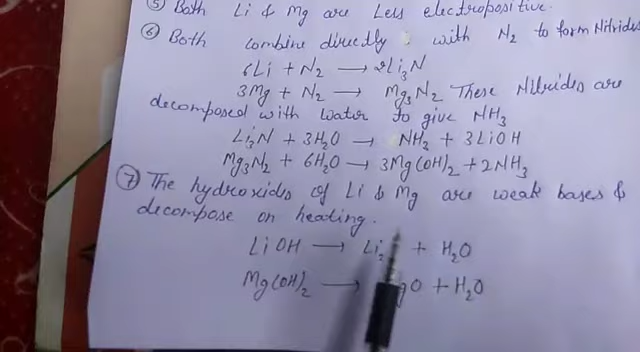 ⑤ Both Li & Mg are Less electropositive.
⑥ Both combine directly with N₂ to form Nitrides
6Li + N₂ → 2Li₃N
3Mg + N₂ → Mg₃N₂ These Nitrides are
decomposed with water to give NH₃
Li₃N + 3H₂O → NH₂ + 3LiOH
Mg₃N₂ + 6H₂O → 3Mg(OH)₂ + 2NH₃
⑦ The hydroxides of Li & Mg are weak bases &
decompose on heating.
LiOH → Li₂ + H₂O
Mg(OH)₂ → gO + H₂O